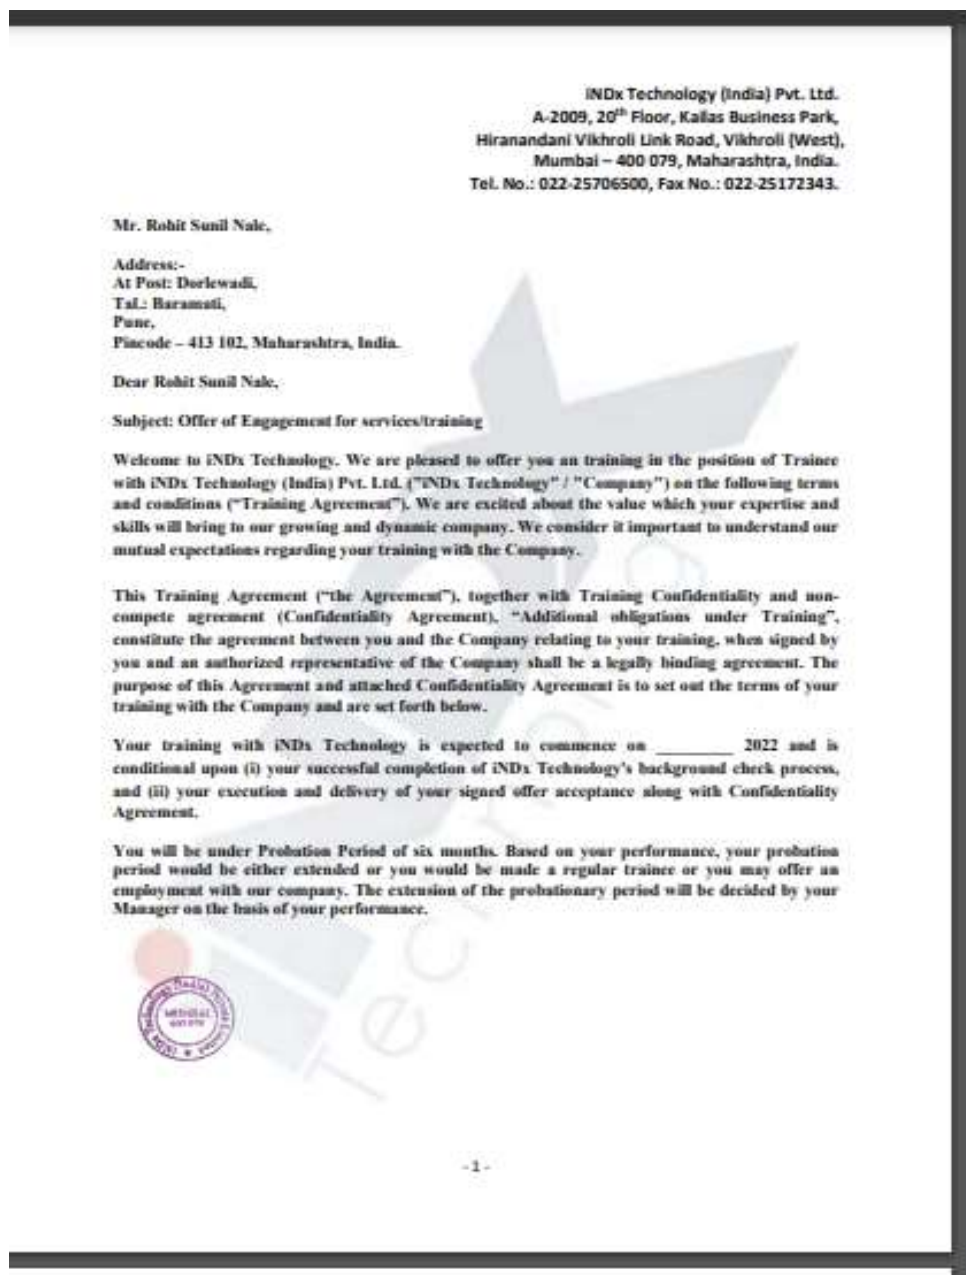 iNDx Technology (India) Pvt. Ltd.
A-2009, 20th Floor, Kailas Business Park,
Hiranandani Vikhroli Link Road, Vikhroli (West),
Mumbai – 400 079, Maharashtra, India.
Tel. No.: 022-25706500, Fax No.: 022-25172343.
Mr. Rohit Sunil Nale,
Address:-
At Post: Dorlewadi,
Tal.: Baramati,
Pune,
Pincode – 413 102, Maharashtra, India.
Dear Rohit Sunil Nale,
Subject: Offer of Engagement for services/training
Welcome to iNDx Technology. We are pleased to offer you an training in the position of Trainee
with iNDx Technology (India) Pvt. Ltd. ("iNDx Technology" / "Company") on the following terms
and conditions (“Training Agreement”). We are excited about the value which your expertise and
skills will bring to our growing and dynamic company. We consider it important to understand our
mutual expectations regarding your training with the Company.
This Training Agreement (“the Agreement”), together with Training Confidentiality and non-
compete agreement (Confidentiality Agreement), “Additional obligations under Training”,
constitute the agreement between you and the Company relating to your training, when signed by
you and an authorized representative of the Company shall be a legally binding agreement. The
purpose of this Agreement and attached Confidentiality Agreement is to set out the terms of your
training with the Company and are set forth below.
Your training with iNDx Technology is expected to commence on _________ 2022 and is
conditional upon (i) your successful completion of iNDx Technology's background check process,
and (ii) your execution and delivery of your signed offer acceptance along with Confidentiality
Agreement.
You will be under Probation Period of six months. Based on your performance, your probation
period would be either extended or you would be made a regular trainee or you may offer an
employment with our company. The extension of the probationary period will be decided by your
Manager on the basis of your performance.
- 1 -